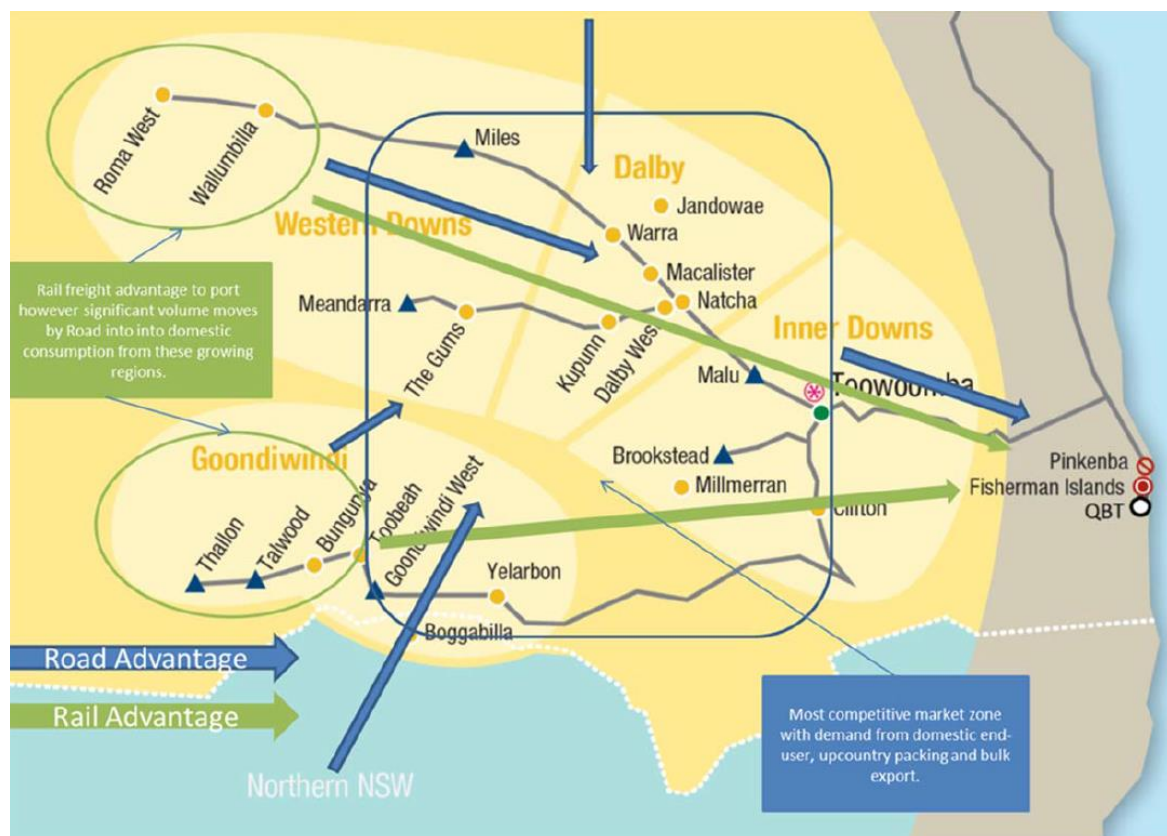 Roma West
Wallumbilla
Miles
Dalby
Jandowae
Western Downs
Warra
Macalister
Natcha
Rail freight advantage to port
however significant volume moves
by Road into into domestic
consumption from these growing
regions.
Meandarra
The Gums
Kupunn
Dalby West
Inner Downs
Malu
Toowoomba
Goondiwindi
Brookstead
Millmerran
Clifton
Pinkenba
Fisherman Islands
QBT
Thallon
Talwood
Bungunya
Toobeah
Goondiwindi West
Yelarbon
Boggabilla
Road Advantage
Rail Advantage
Northern NSW
Most competitive market zone
with demand from domestic end-
user, upcountry packing and bulk
export.